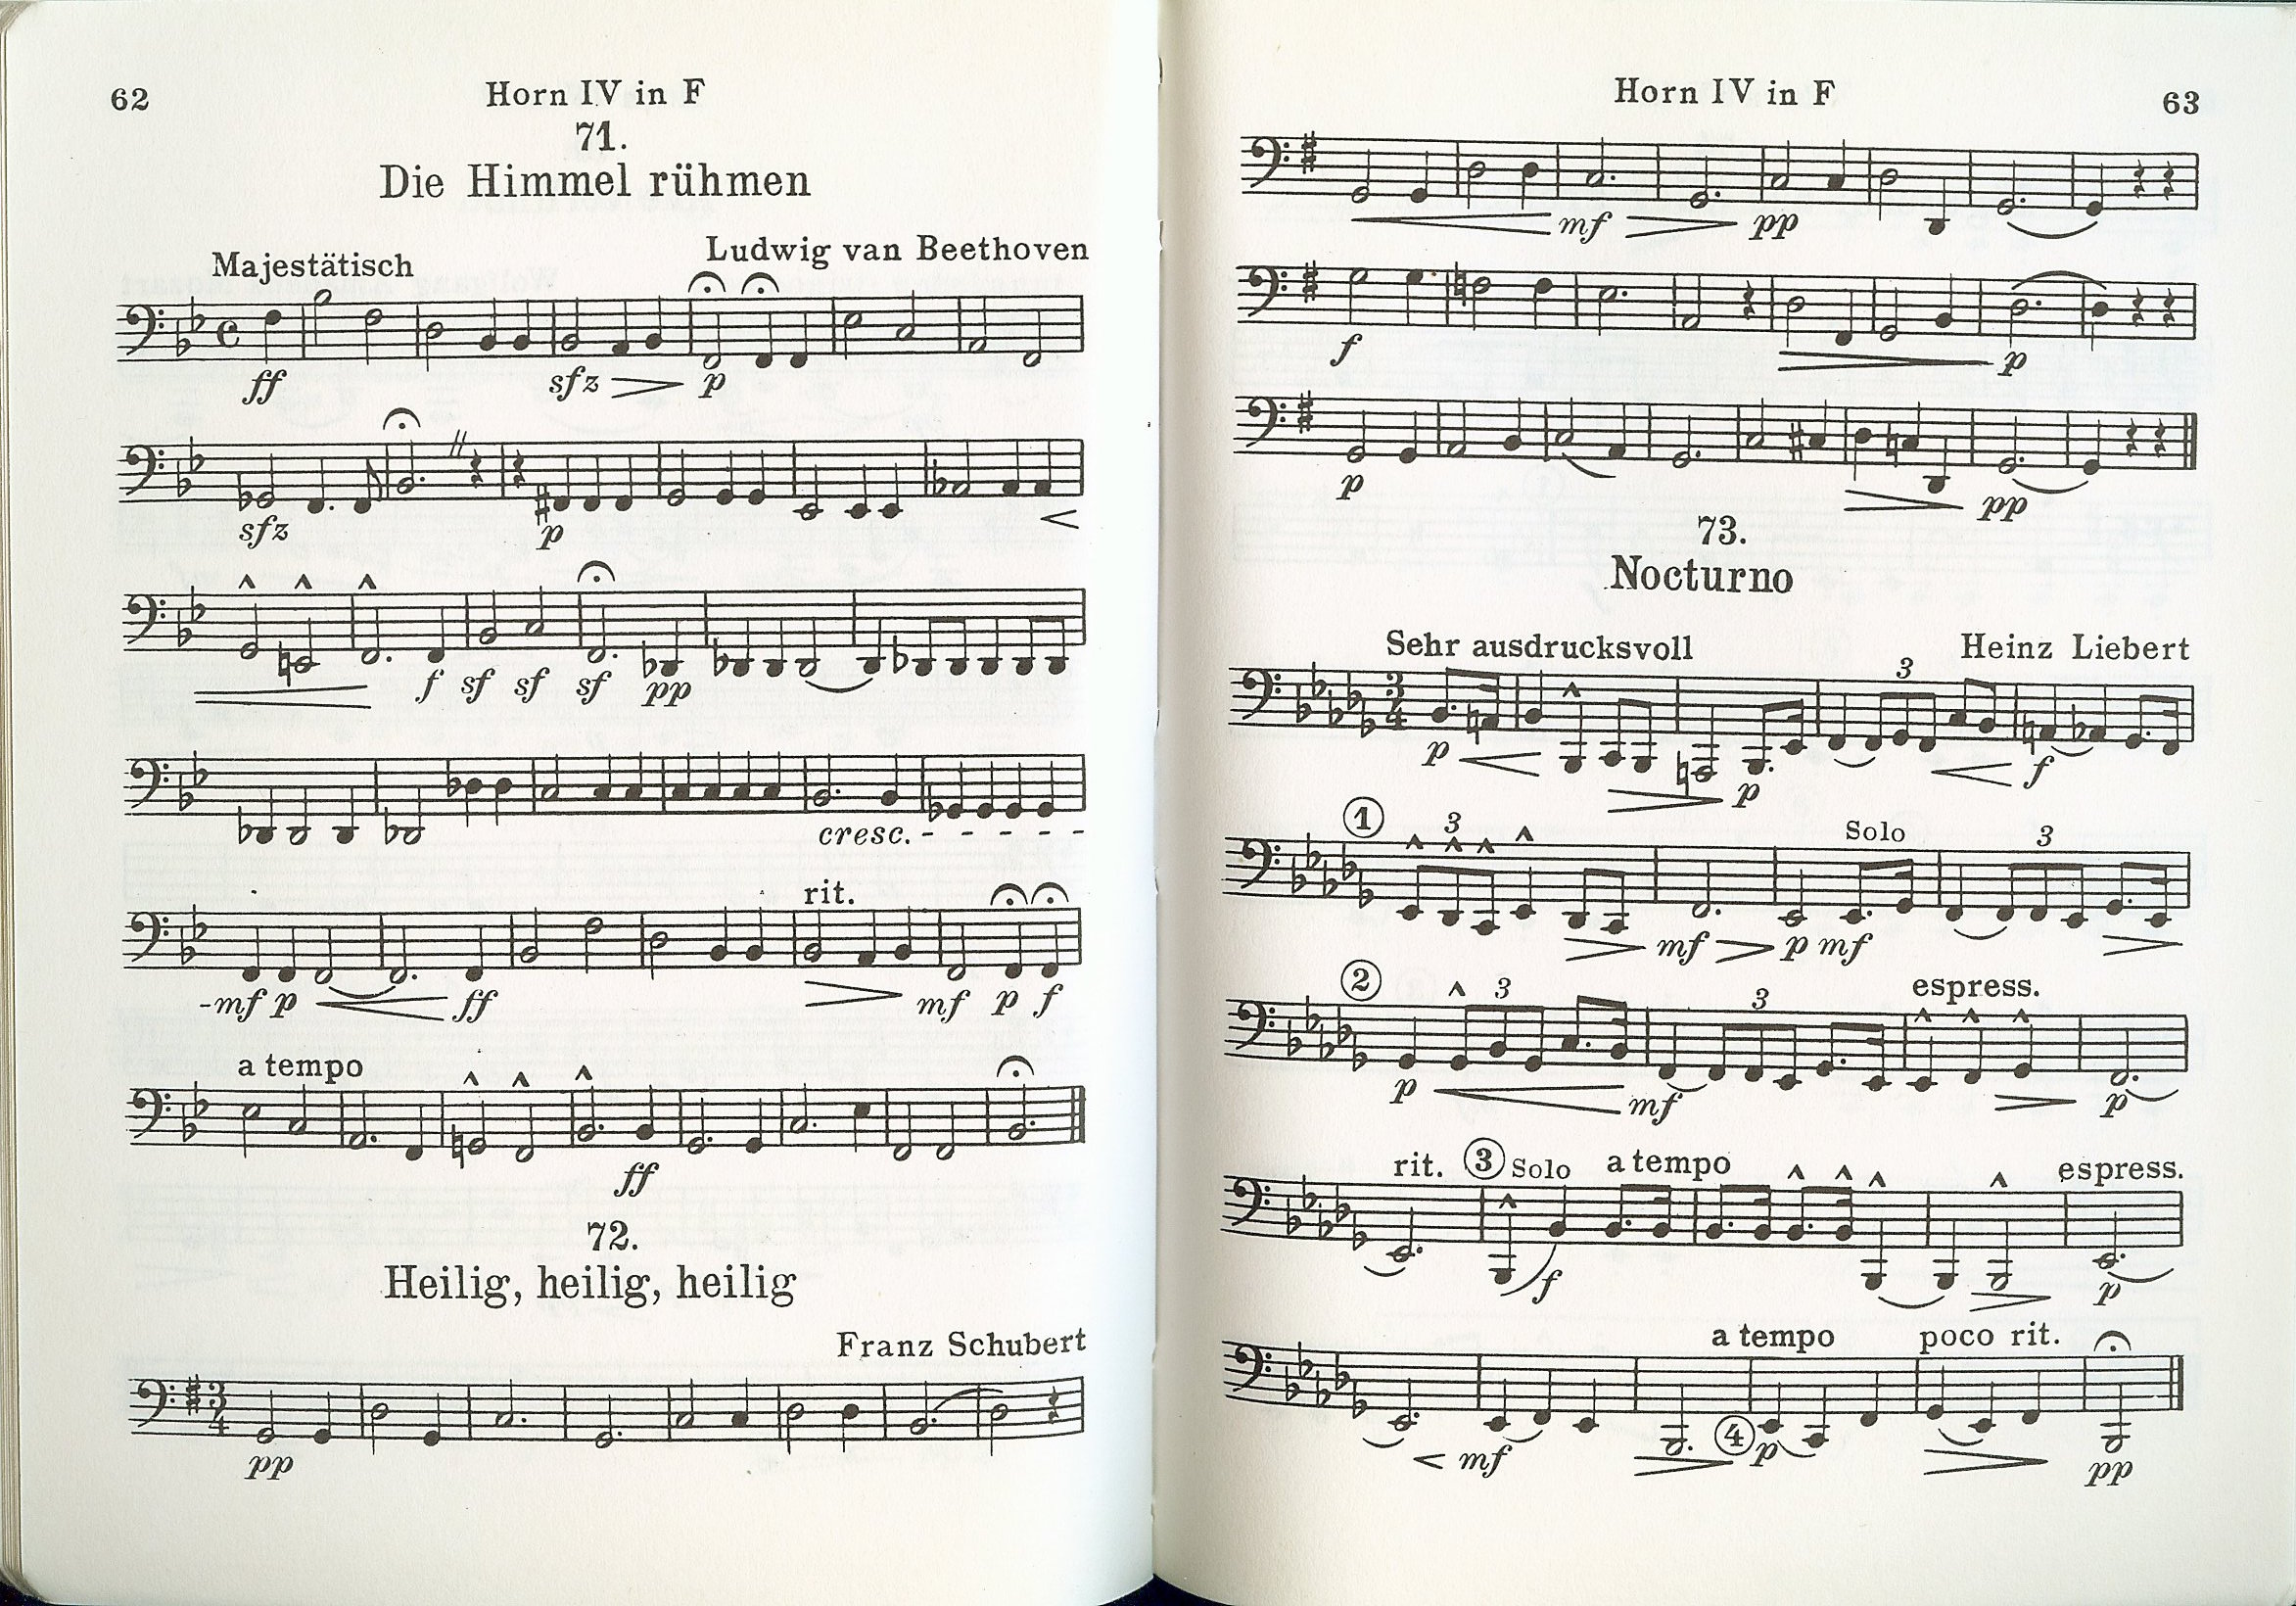 62
Horn IV in F
71.
Die Himmel rühmen
Majestätisch
Ludwig van Beethoven
ff sfz p
sfz p
f sf sf sf pp
cresc. - - - - -
rit.
-mf p ff mf p f
a tempo
ff
72.
Heilig, heilig, heilig
Franz Schubert
3
4
pp
Horn IV in F
63
mf pp
f p
p pp
73.
Nocturno
Sehr ausdrucksvoll
Heinz Liebert
3
3
4
p p f
1 3 Solo 3
mf p mf
2 3 3 espress.
p mf p
rit. 3 Solo a tempo espress.
f p
a tempo poco rit.
mf 4 p pp